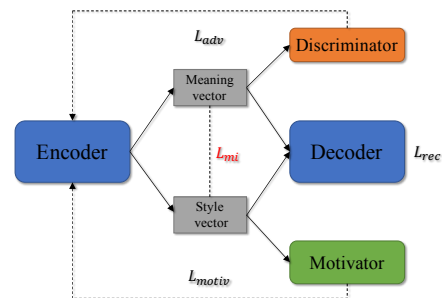 L_adv
Discriminator
Meaning
vector
Encoder
L_mi
Decoder
L_rec
Style
vector
L_motiv
Motivator